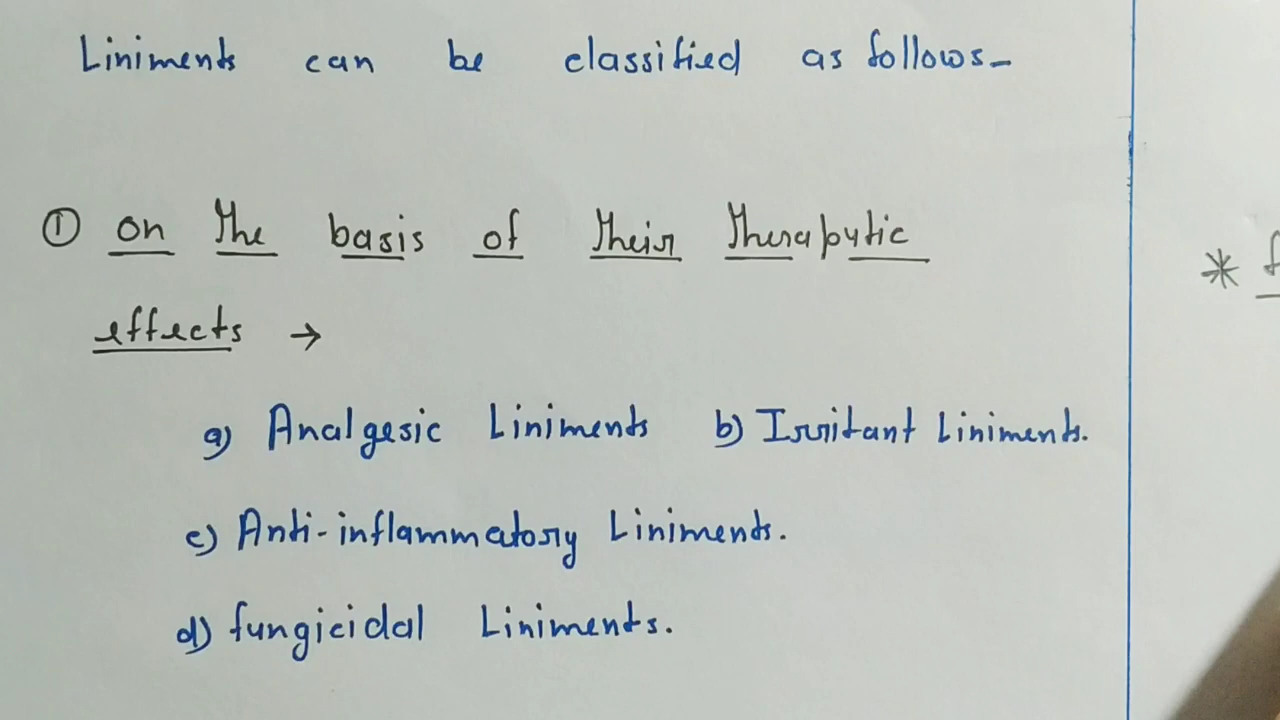 Liniments can be classified as follows-
① on the basis of their theraputic
effects →
a) Analgesic Liniments b) Irritant Liniments.
c) Anti-inflammatory Liniments.
d) fungicidal Liniments.
*